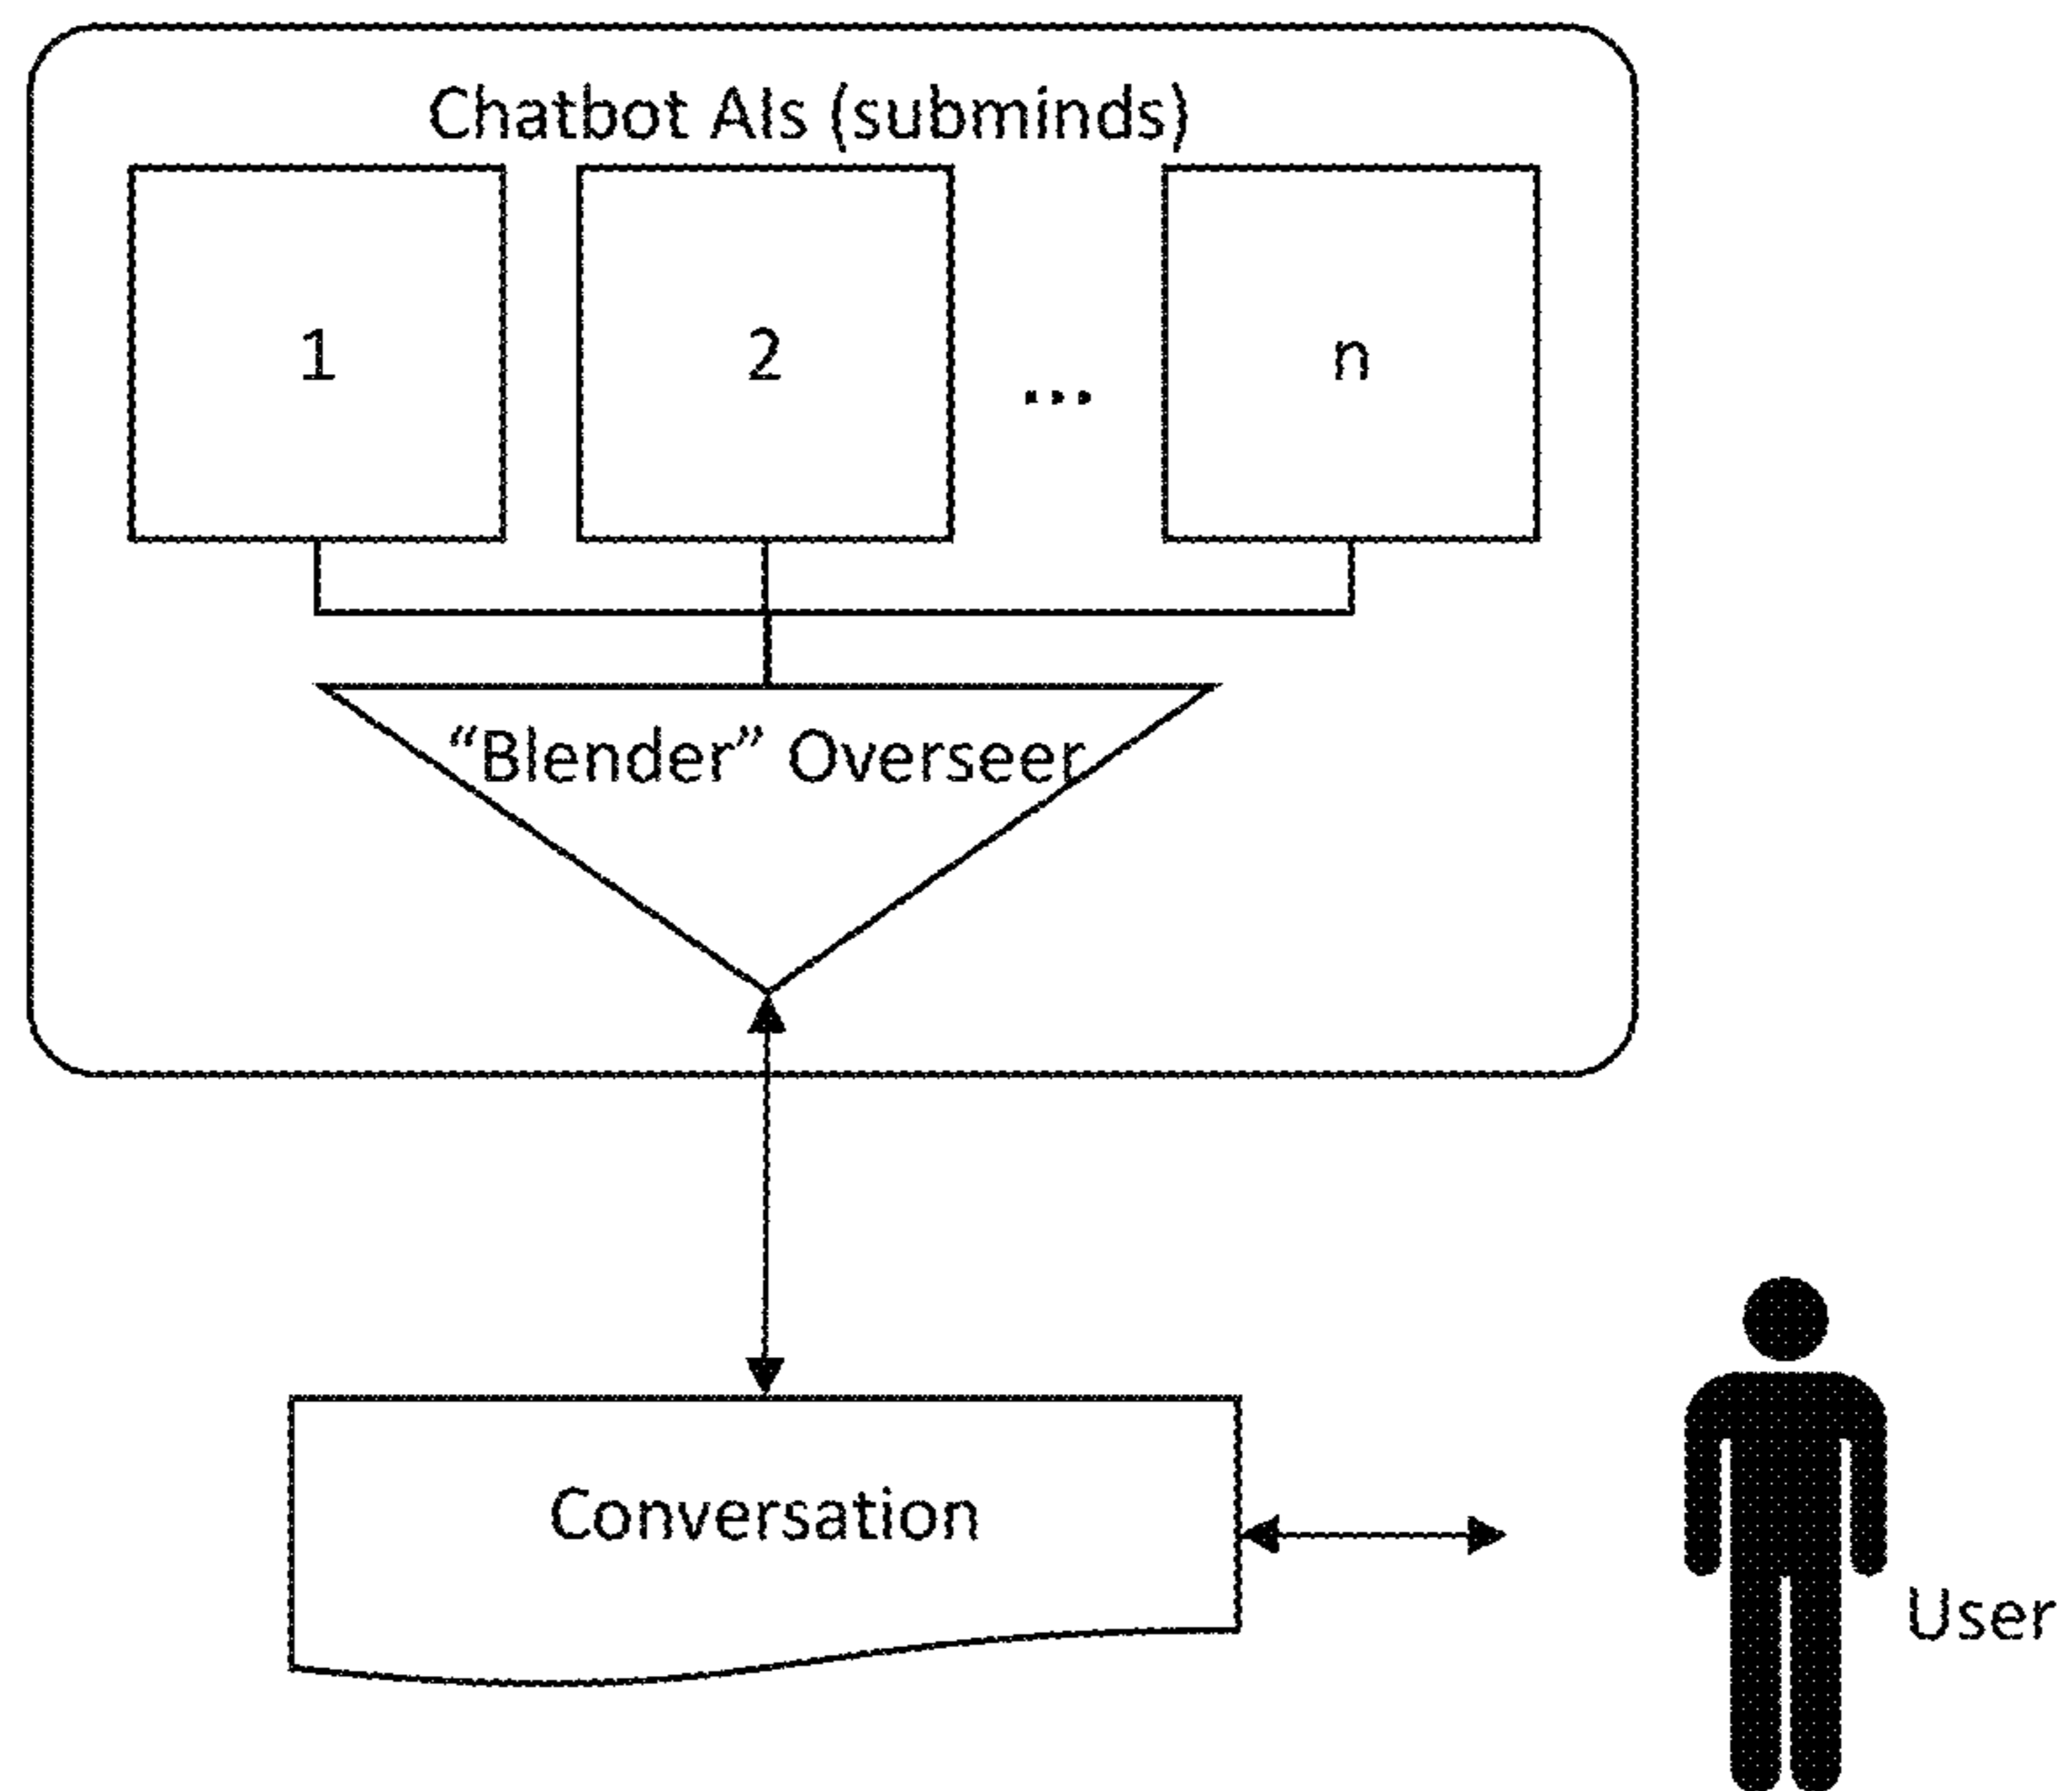 Chatbot AIs (subminds)
1
2
...
n
“Blender” Overseer
Conversation
User